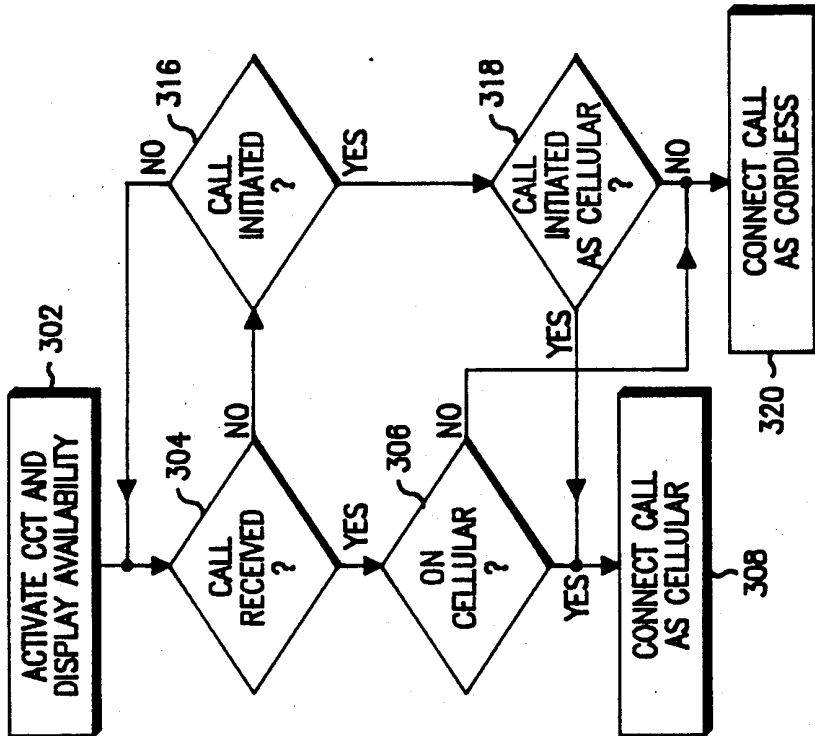 ACTIVATE CCT AND
DISPLAY AVAILABILITY
302
304
CALL
RECEIVED
?
NO
YES
316
CALL
INITIATED
?
NO
YES
306
ON
CELLULAR
?
NO
YES
318
CALL
INITIATED
AS CELLULAR
?
YES
NO
CONNECT CALL
AS CELLULAR
308
CONNECT CALL
AS CORDLESS
320